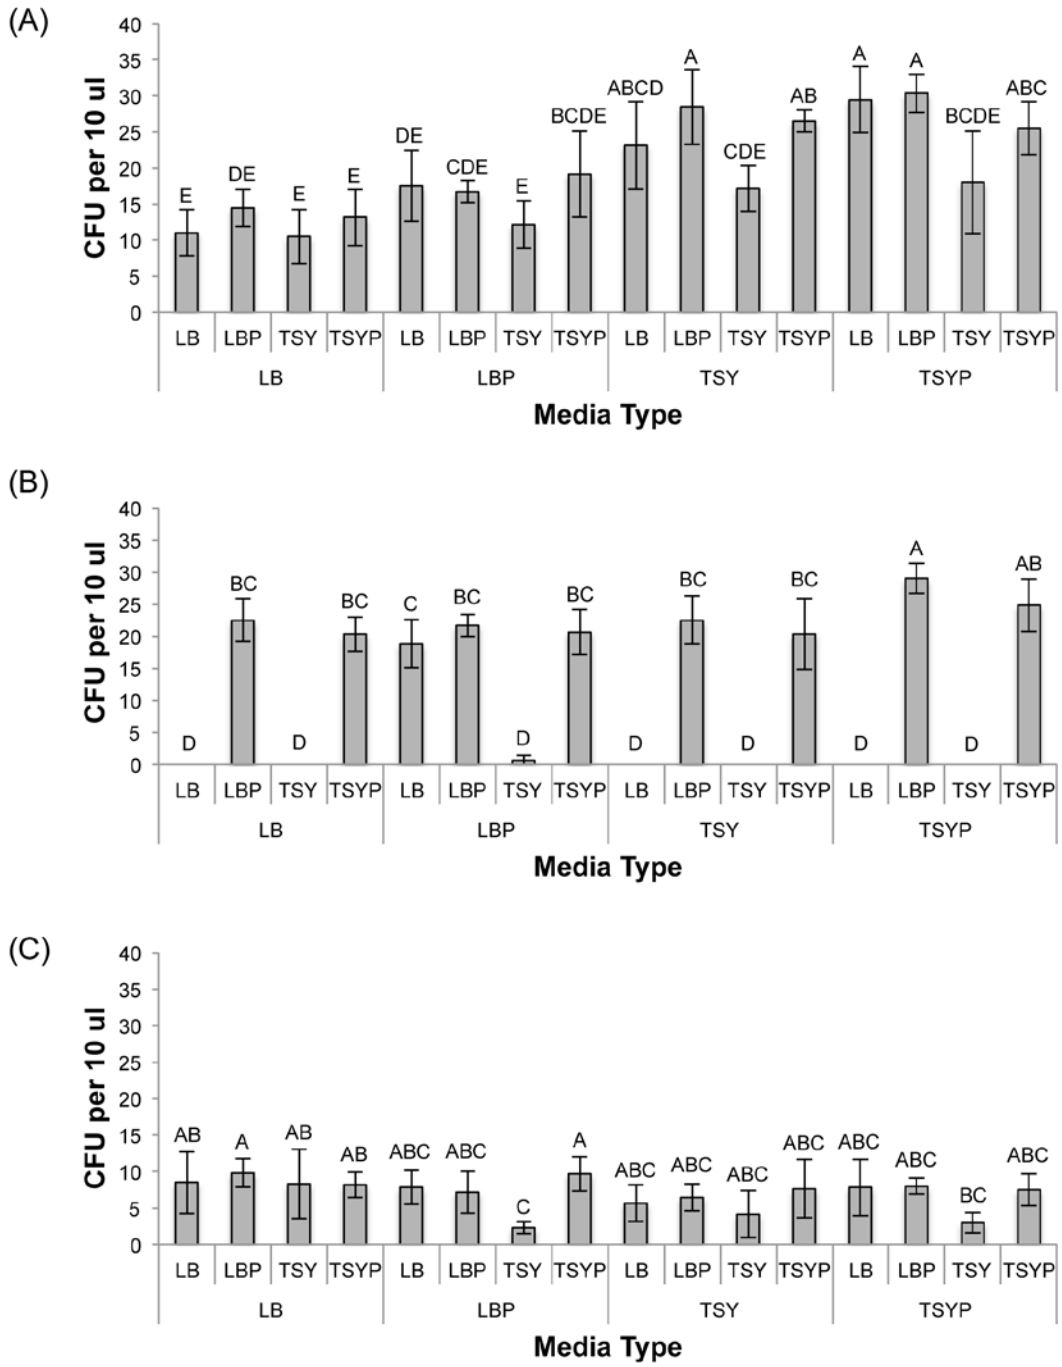 (A)
CFU per 10 ul
40
35
30
25
20
15
10
5
0
E DE E E DE CDE E BCDE ABCD A CDE AB A A BCDE ABC
LB LBP TSY TSYP LB LBP TSY TSYP LB LBP TSY TSYP LB LBP TSY TSYP
LB LBP TSY TSYP
Media Type
(B)
CFU per 10 ul
40
35
30
25
20
15
10
5
0
D BC D BC C BC D BC D BC D BC D A D AB
LB LBP TSY TSYP LB LBP TSY TSYP LB LBP TSY TSYP LB LBP TSY TSYP
LB LBP TSY TSYP
Media Type
(C)
CFU per 10 ul
40
35
30
25
20
15
10
5
0
AB A AB AB ABC ABC C A ABC ABC ABC ABC ABC ABC BC ABC
LB LBP TSY TSYP LB LBP TSY TSYP LB LBP TSY TSYP LB LBP TSY TSYP
LB LBP TSY TSYP
Media Type